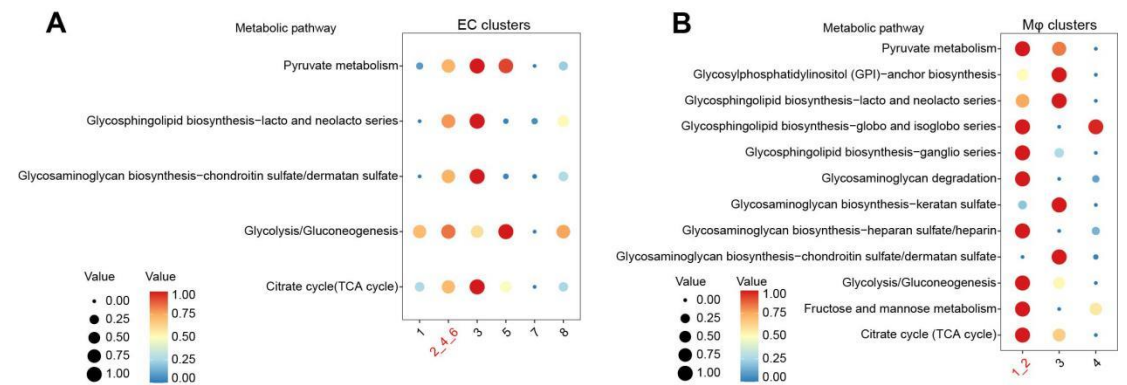 A
Metabolic pathway
EC clusters
Pyruvate metabolism
Glycosphingolipid biosynthesis−lacto and neolacto series
Glycosaminoglycan biosynthesis−chondroitin sulfate/dermatan sulfate
Glycolysis/Gluconeogenesis
Citrate cycle(TCA cycle)
1
2_4_6
3
5
7
8
Value
0.00
0.25
0.50
0.75
1.00
Value
1.00
0.75
0.50
0.25
0.00
B
Metabolic pathway
Mφ clusters
Pyruvate metabolism
Glycosylphosphatidylinositol (GPI)−anchor biosynthesis
Glycosphingolipid biosynthesis−lacto and neolacto series
Glycosphingolipid biosynthesis−globo and isoglobo series
Glycosphingolipid biosynthesis−ganglio series
Glycosaminoglycan degradation
Glycosaminoglycan biosynthesis−keratan sulfate
Glycosaminoglycan biosynthesis−heparan sulfate/heparin
Glycosaminoglycan biosynthesis−chondroitin sulfate/dermatan sulfate
Glycolysis/Gluconeogenesis
Fructose and mannose metabolism
Citrate cycle (TCA cycle)
1_2
3
4
Value
0.00
0.25
0.50
0.75
1.00
Value
1.00
0.75
0.50
0.25
0.00